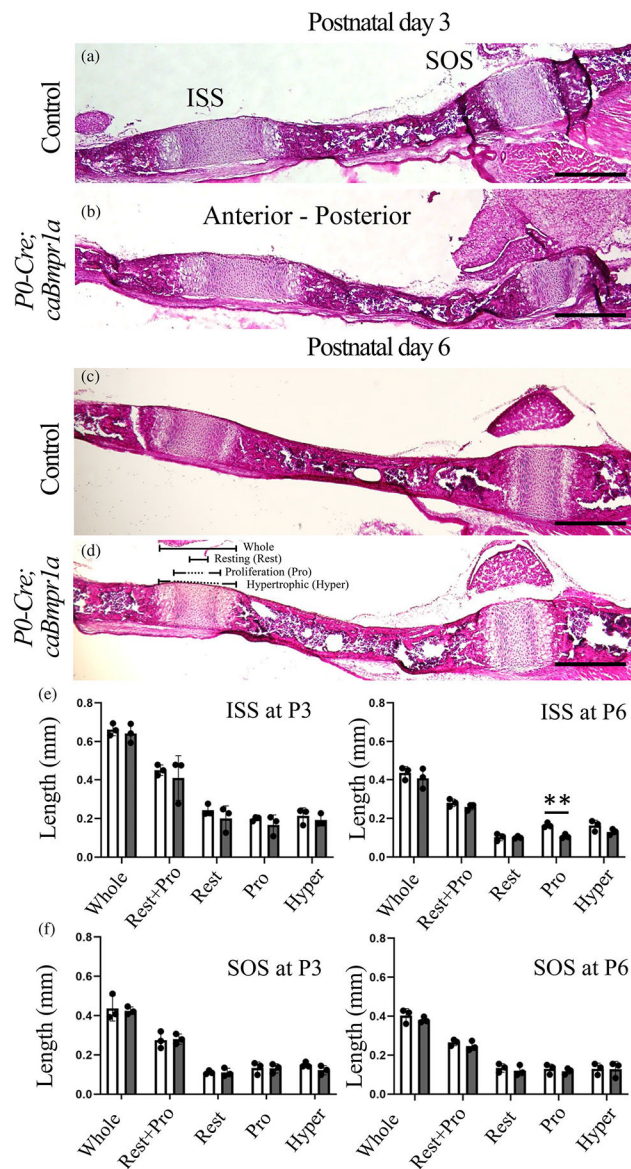 Postnatal day 3
(a)
Control
ISS
SOS
(b)
P0-Cre;
caBmpr1a
Anterior - Posterior
Postnatal day 6
(c)
Control
(d)
P0-Cre;
caBmpr1a
Whole
Resting (Rest)
Proliferation (Pro)
Hypertrophic (Hyper)
(e)
ISS at P3
Length (mm)
0.8
0.6
0.4
0.2
0.0
Whole
Rest+Pro
Rest
Pro
Hyper
ISS at P6
Length (mm)
0.8
0.6
0.4
0.2
0.0
**
Whole
Rest+Pro
Rest
Pro
Hyper
(f)
SOS at P3
Length (mm)
0.8
0.6
0.4
0.2
0.0
Whole
Rest+Pro
Rest
Pro
Hyper
SOS at P6
Length (mm)
0.8
0.6
0.4
0.2
0.0
Whole
Rest+Pro
Rest
Pro
Hyper